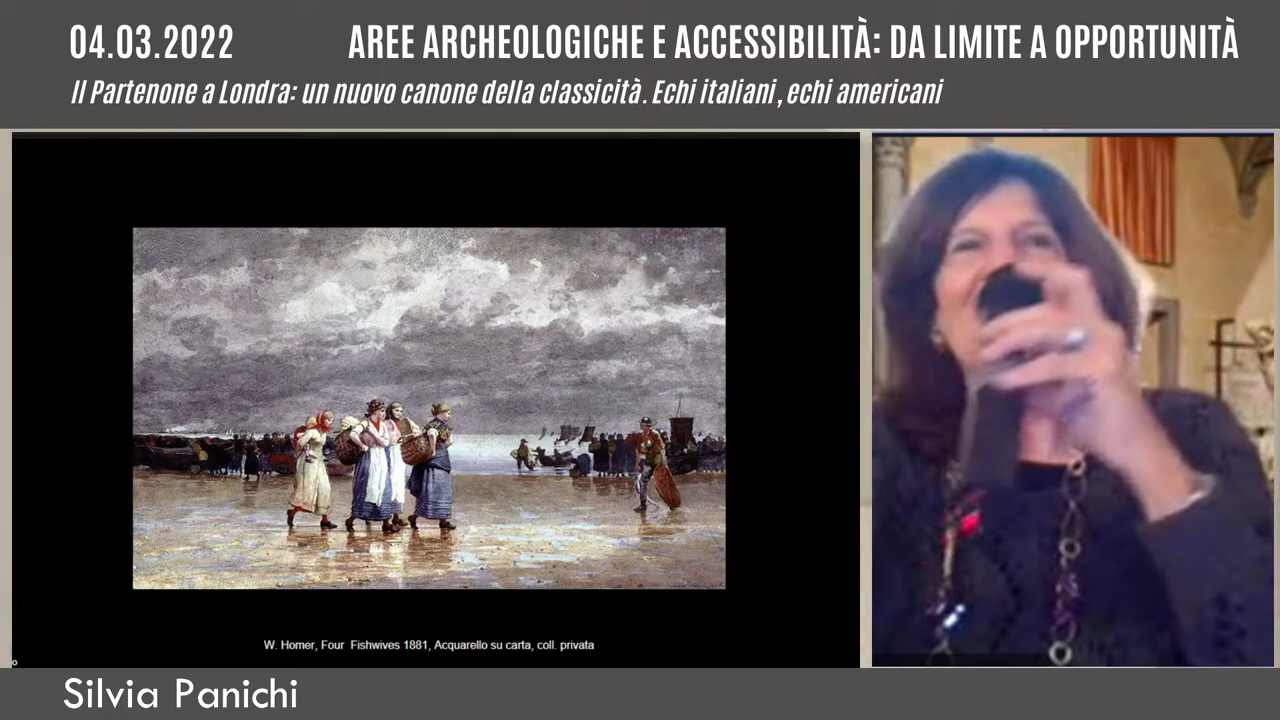 04.03.2022
AREE ARCHEOLOGICHE E ACCESSIBILITÀ: DA LIMITE A OPPORTUNITÀ
Il Partenone a Londra: un nuovo canone della classicità. Echi italiani, echi americani
W. Homer, Four Fishwives 1881, Acquarello su carta, coll. privata
o
Silvia Panichi